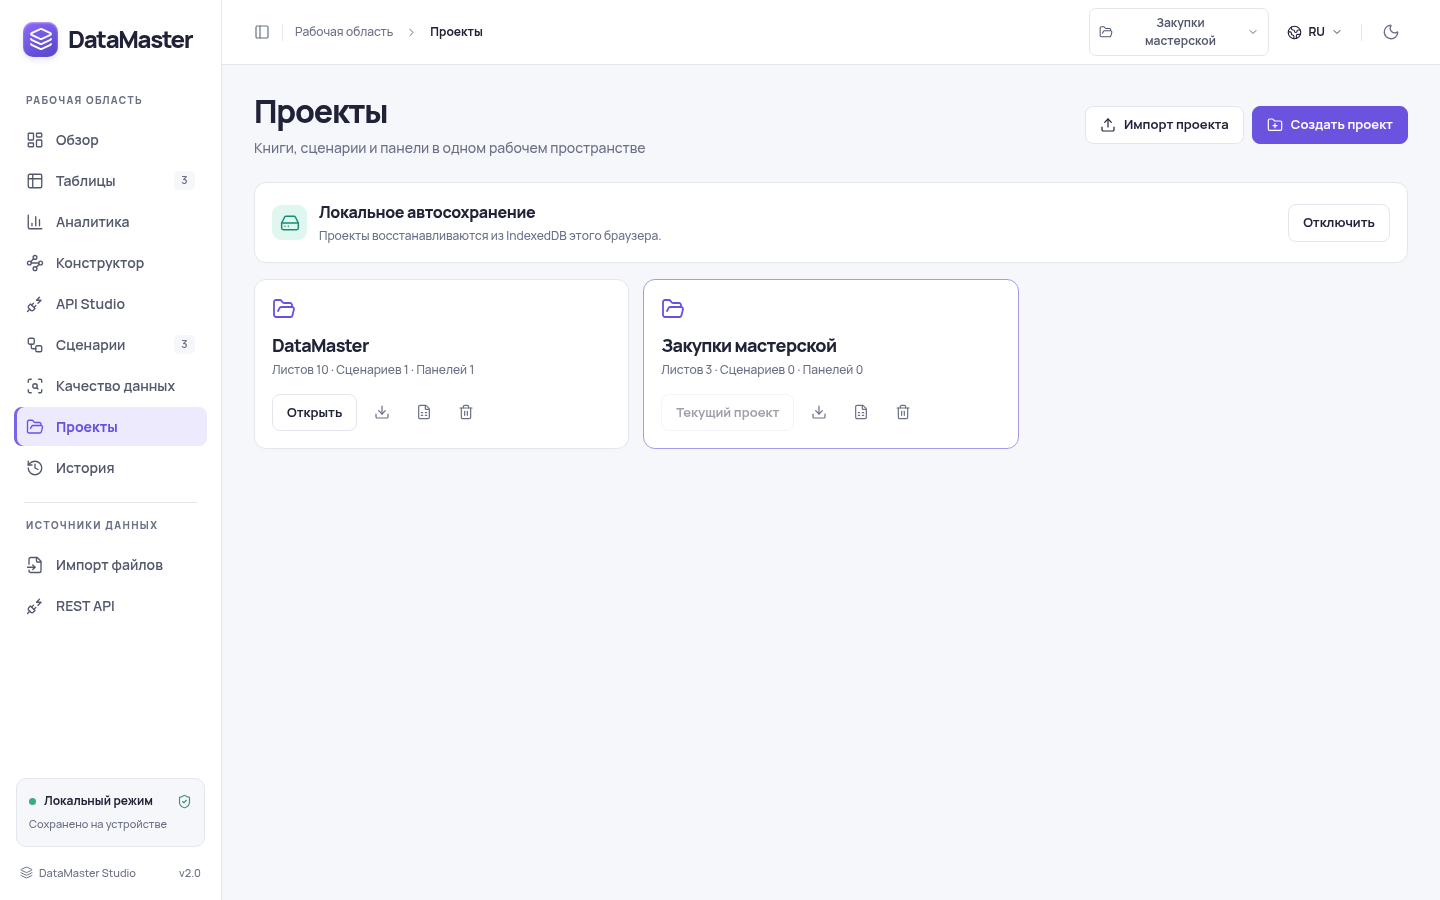 DataMaster
РАБОЧАЯ ОБЛАСТЬ
Обзор
Таблицы 3
Аналитика
Конструктор
API Studio
Сценарии 3
Качество данных
Проекты
История
ИСТОЧНИКИ ДАННЫХ
Импорт файлов
REST API
Локальный режим
Сохранено на устройстве
DataMaster Studio v2.0
Рабочая область Проекты
Закупки
мастерской
RU
Проекты
Книги, сценарии и панели в одном рабочем пространстве
Импорт проекта
Создать проект
Локальное автосохранение
Проекты восстанавливаются из IndexedDB этого браузера.
Отключить
DataMaster
Листов 10 · Сценариев 1 · Панелей 1
Открыть
Закупки мастерской
Листов 3 · Сценариев 0 · Панелей 0
Текущий проект